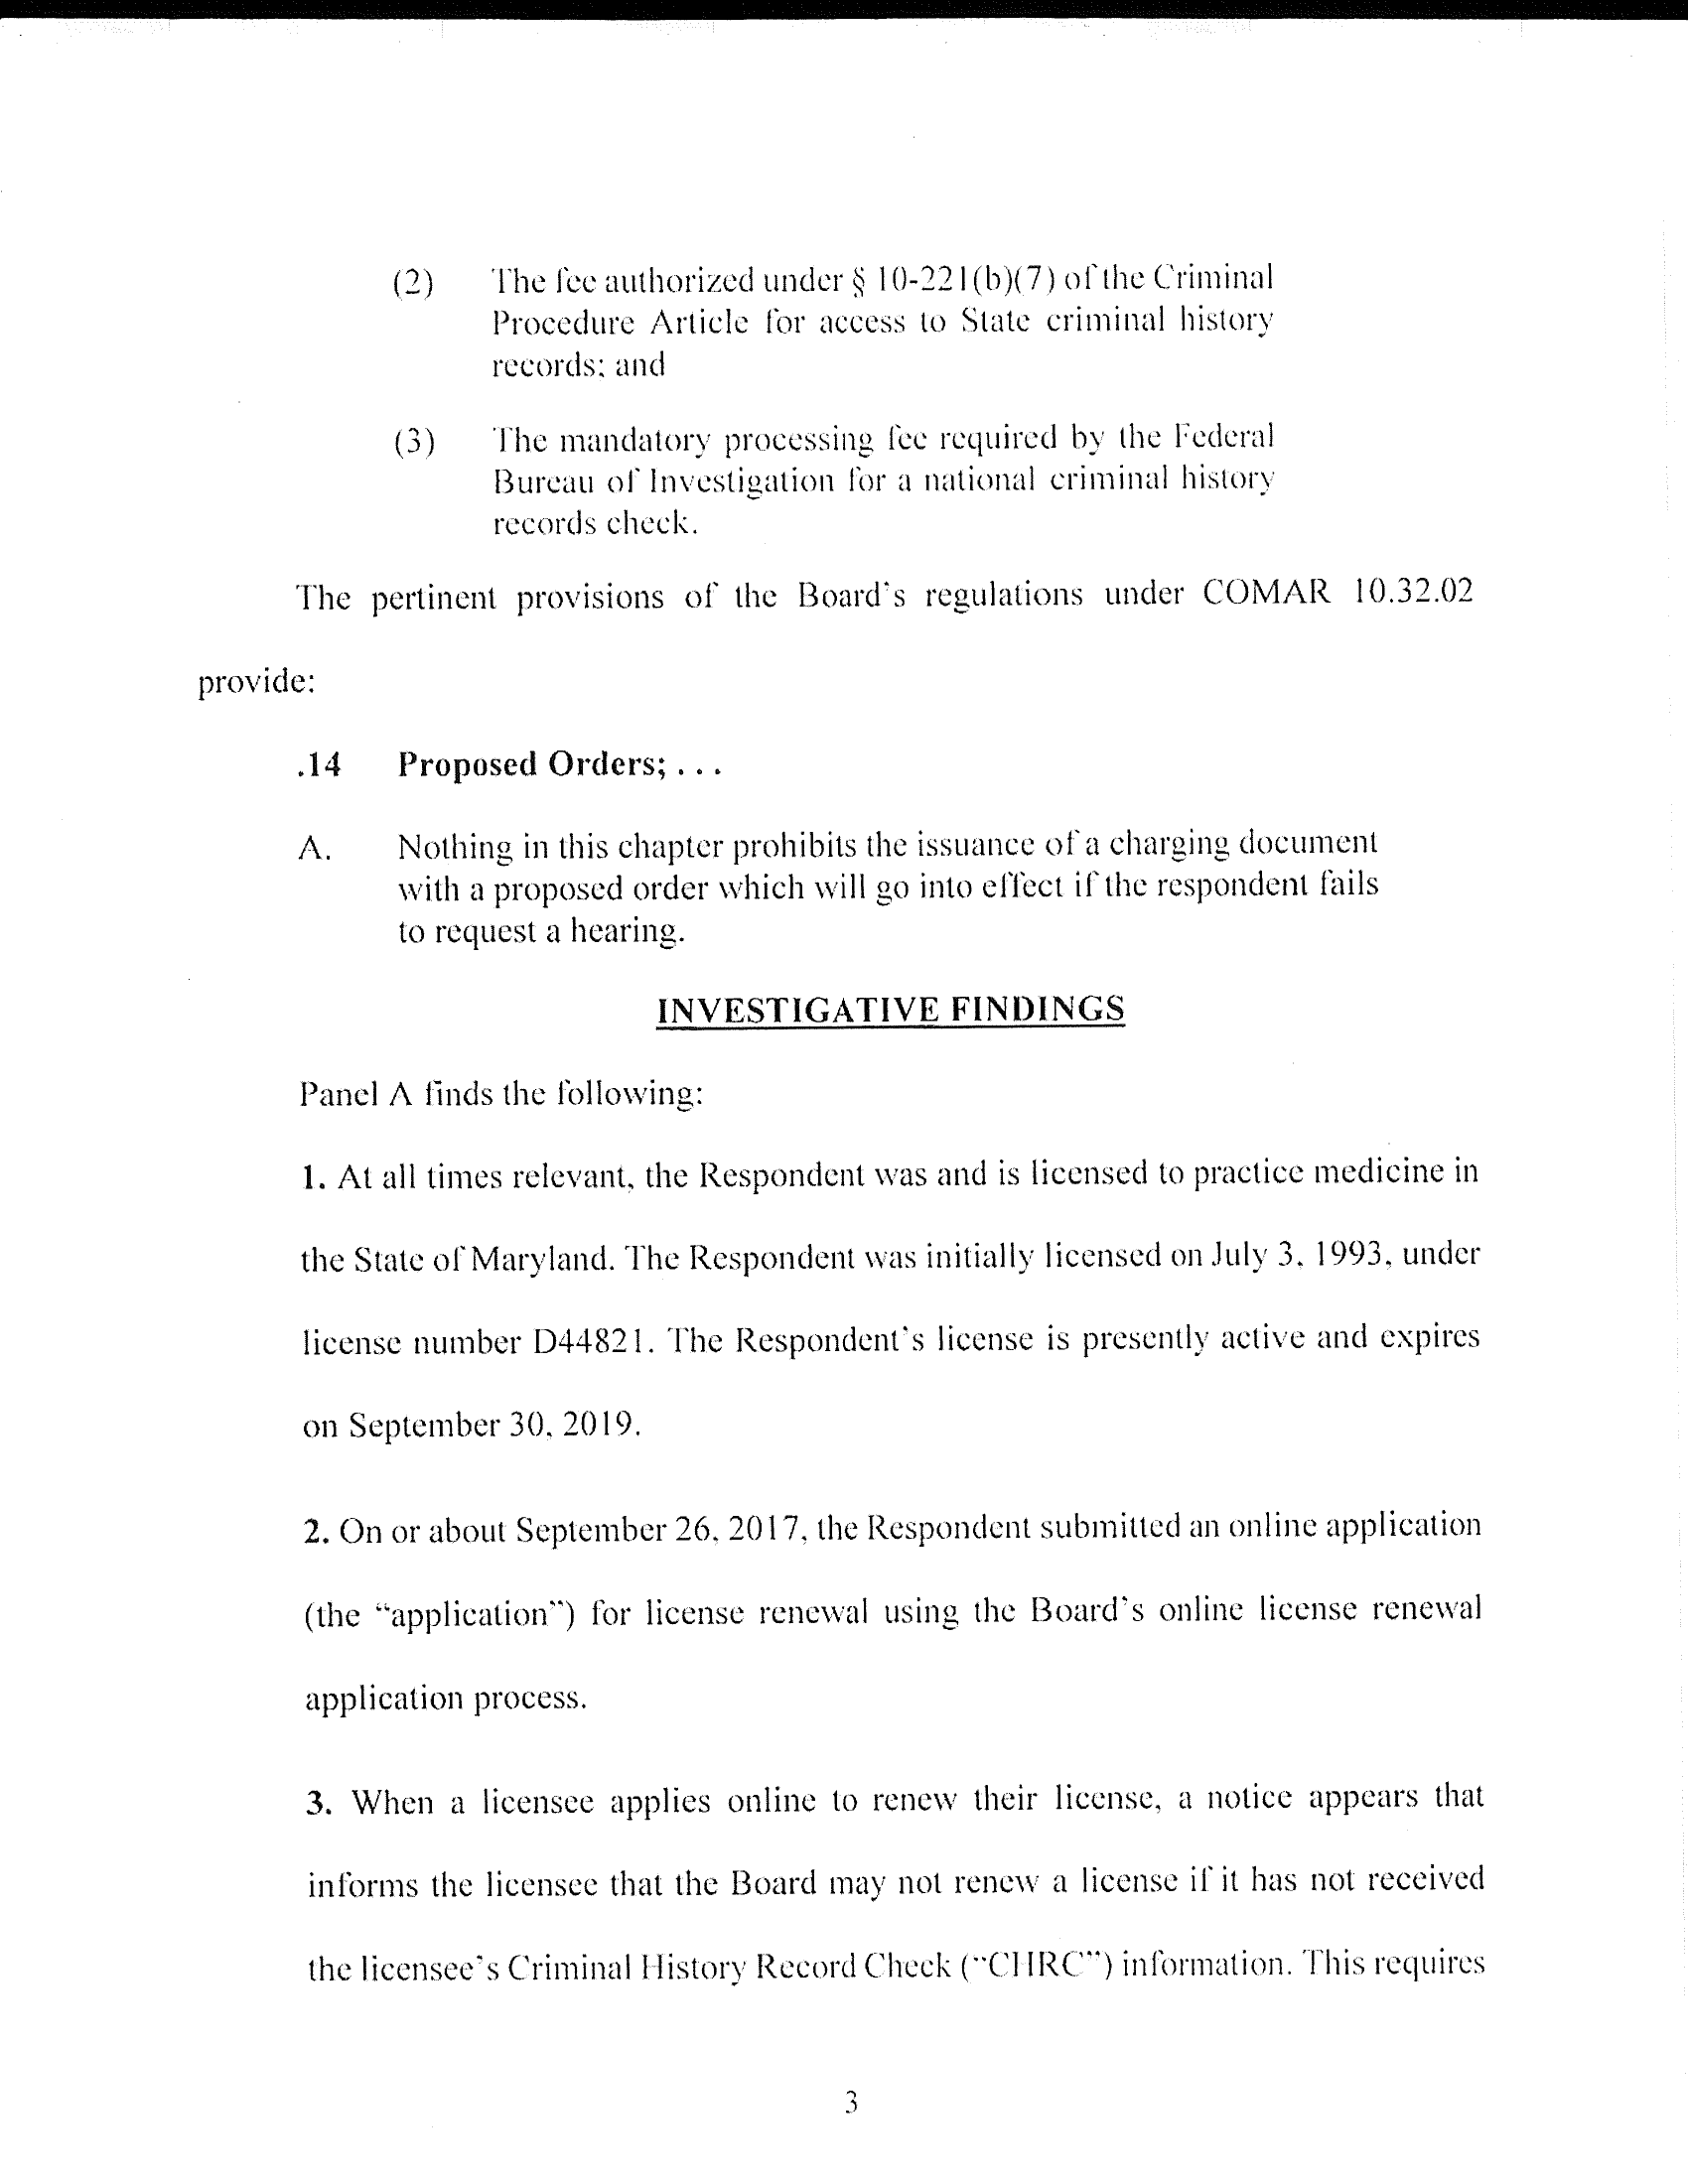 (2) The fee authorized under § 10-221(b)(7) of the Criminal
Procedure Article for access to State criminal history
records; and
(3) The mandatory processing fee required by the Federal
Bureau of Investigation for a national criminal history
records check.
The pertinent provisions of the Board's regulations under COMAR 10.32.02
provide:
.14 Proposed Orders; . . .
A. Nothing in this chapter prohibits the issuance of a charging document
with a proposed order which will go into effect if the respondent fails
to request a hearing.
INVESTIGATIVE FINDINGS
Panel A finds the following:
1. At all times relevant, the Respondent was and is licensed to practice medicine in
the State of Maryland. The Respondent was initially licensed on July 3, 1993, under
license number D44821. The Respondent's license is presently active and expires
on September 30, 2019.
2. On or about September 26, 2017, the Respondent submitted an online application
(the “application”) for license renewal using the Board's online license renewal
application process.
3. When a licensee applies online to renew their license, a notice appears that
informs the licensee that the Board may not renew a license if it has not received
the licensee's Criminal History Record Check (“CHRC”) information. This requires
3